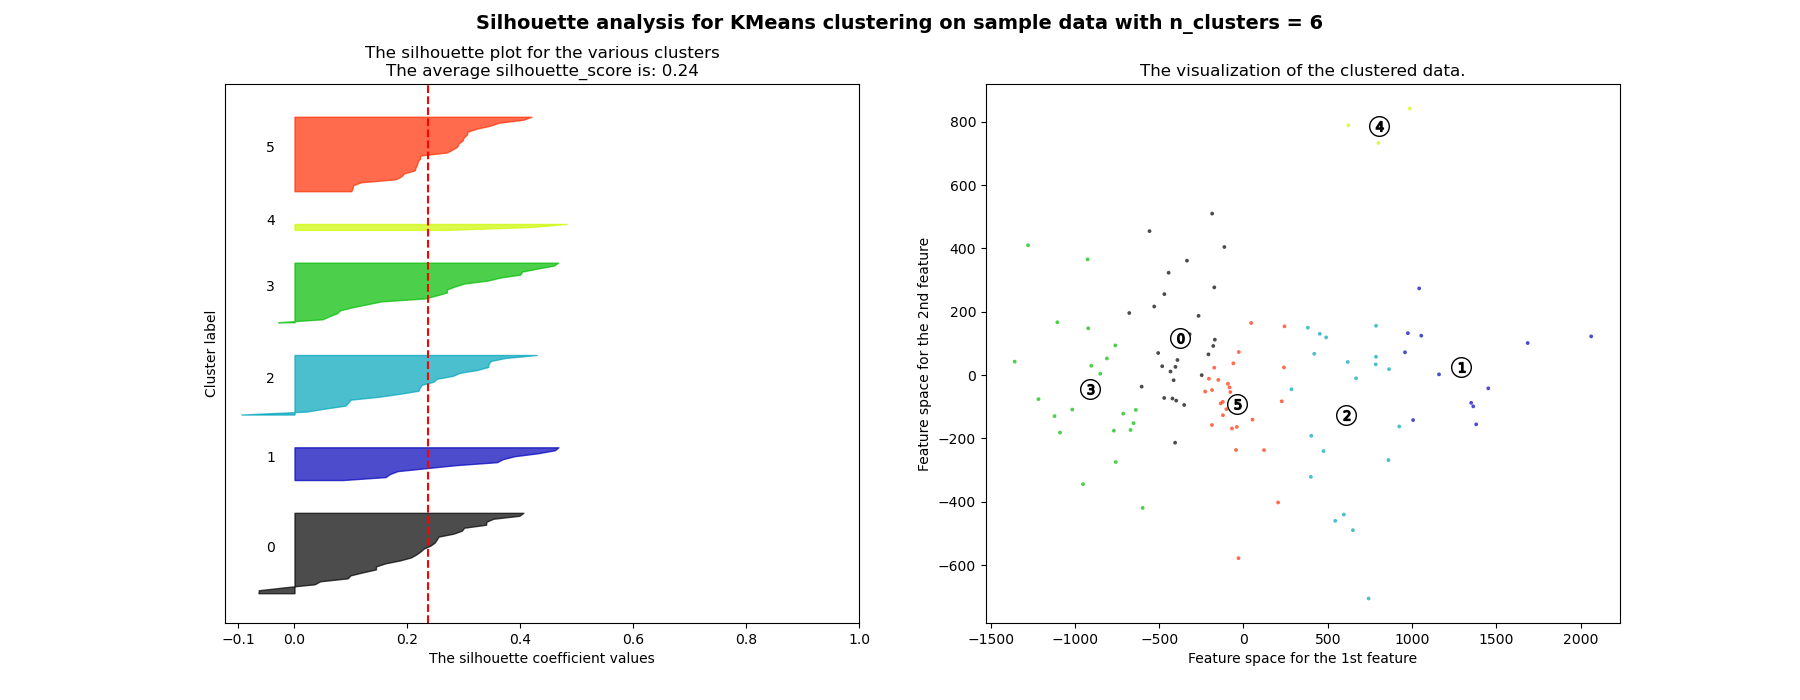 Silhouette analysis for KMeans clustering on sample data with n_clusters = 6
The silhouette plot for the various clusters
The average silhouette_score is: 0.24
Cluster label
5
4
3
2
1
0
−0.1 0.0 0.2 0.4 0.6 0.8 1.0
The silhouette coefficient values
The visualization of the clustered data.
Feature space for the 2nd feature
800
600
400
200
0
−200
−400
−600
4
0
1
3
5
2
−1500 −1000 −500 0 500 1000 1500 2000
Feature space for the 1st feature